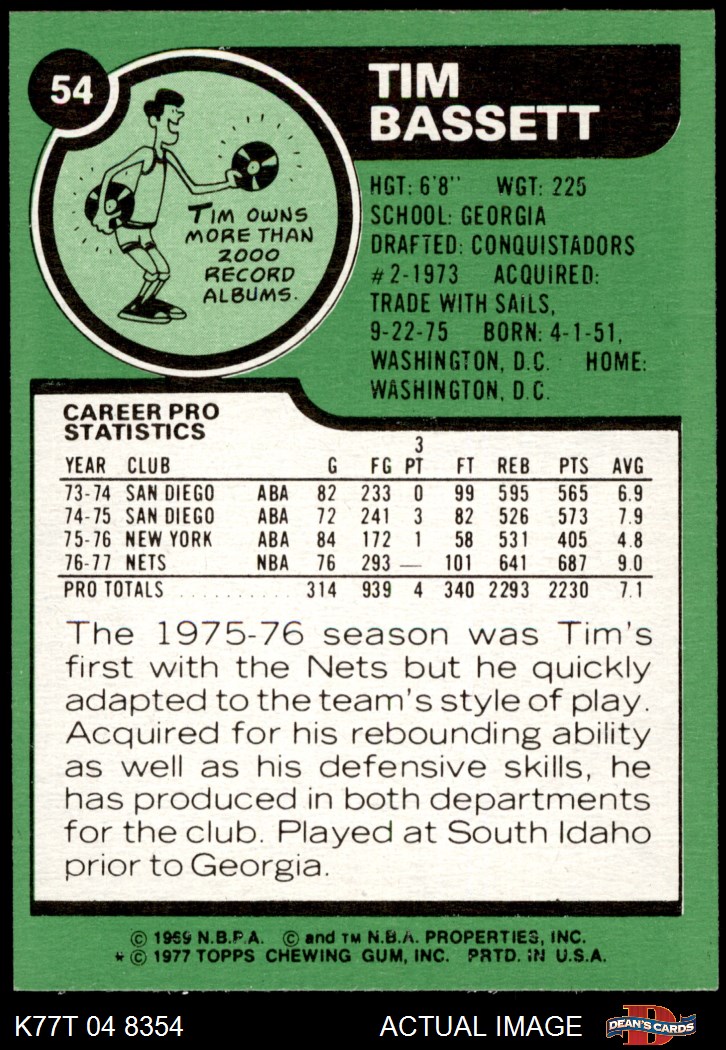 54
TIM
BASSETT
TIM OWNS
MORE THAN
2000
RECORD
ALBUMS.
HGT: 6'8" WGT: 225
SCHOOL: GEORGIA
DRAFTED: CONQUISTADORS
#2-1973 ACQUIRED:
TRADE WITH SAILS,
9-22-75 BORN: 4-1-51,
WASHINGTON, D.C. HOME:
WASHINGTON, D.C.
CAREER PRO
STATISTICS
3
YEAR CLUB G FG PT FT REB PTS AVG
73-74 SAN DIEGO ABA 82 233 0 99 595 565 6.9
74-75 SAN DIEGO ABA 72 241 3 82 526 573 7.9
75-76 NEW YORK ABA 84 172 1 58 531 405 4.8
76-77 NETS NBA 76 293 — 101 641 687 9.0
PRO TOTALS . . . . . . . . . . 314 939 4 340 2293 2230 7.1
The 1975-76 season was Tim's
first with the Nets but he quickly
adapted to the team's style of play.
Acquired for his rebounding ability
as well as his defensive skills, he
has produced in both departments
for the club. Played at South Idaho
prior to Georgia.
© 1969 N.B.P.A. © and TM N.B.A. PROPERTIES, INC.
* © 1977 TOPPS CHEWING GUM, INC. PRTD. IN U.S.A.
K77T 04 8354 ACTUAL IMAGE DEAN'S CARDS